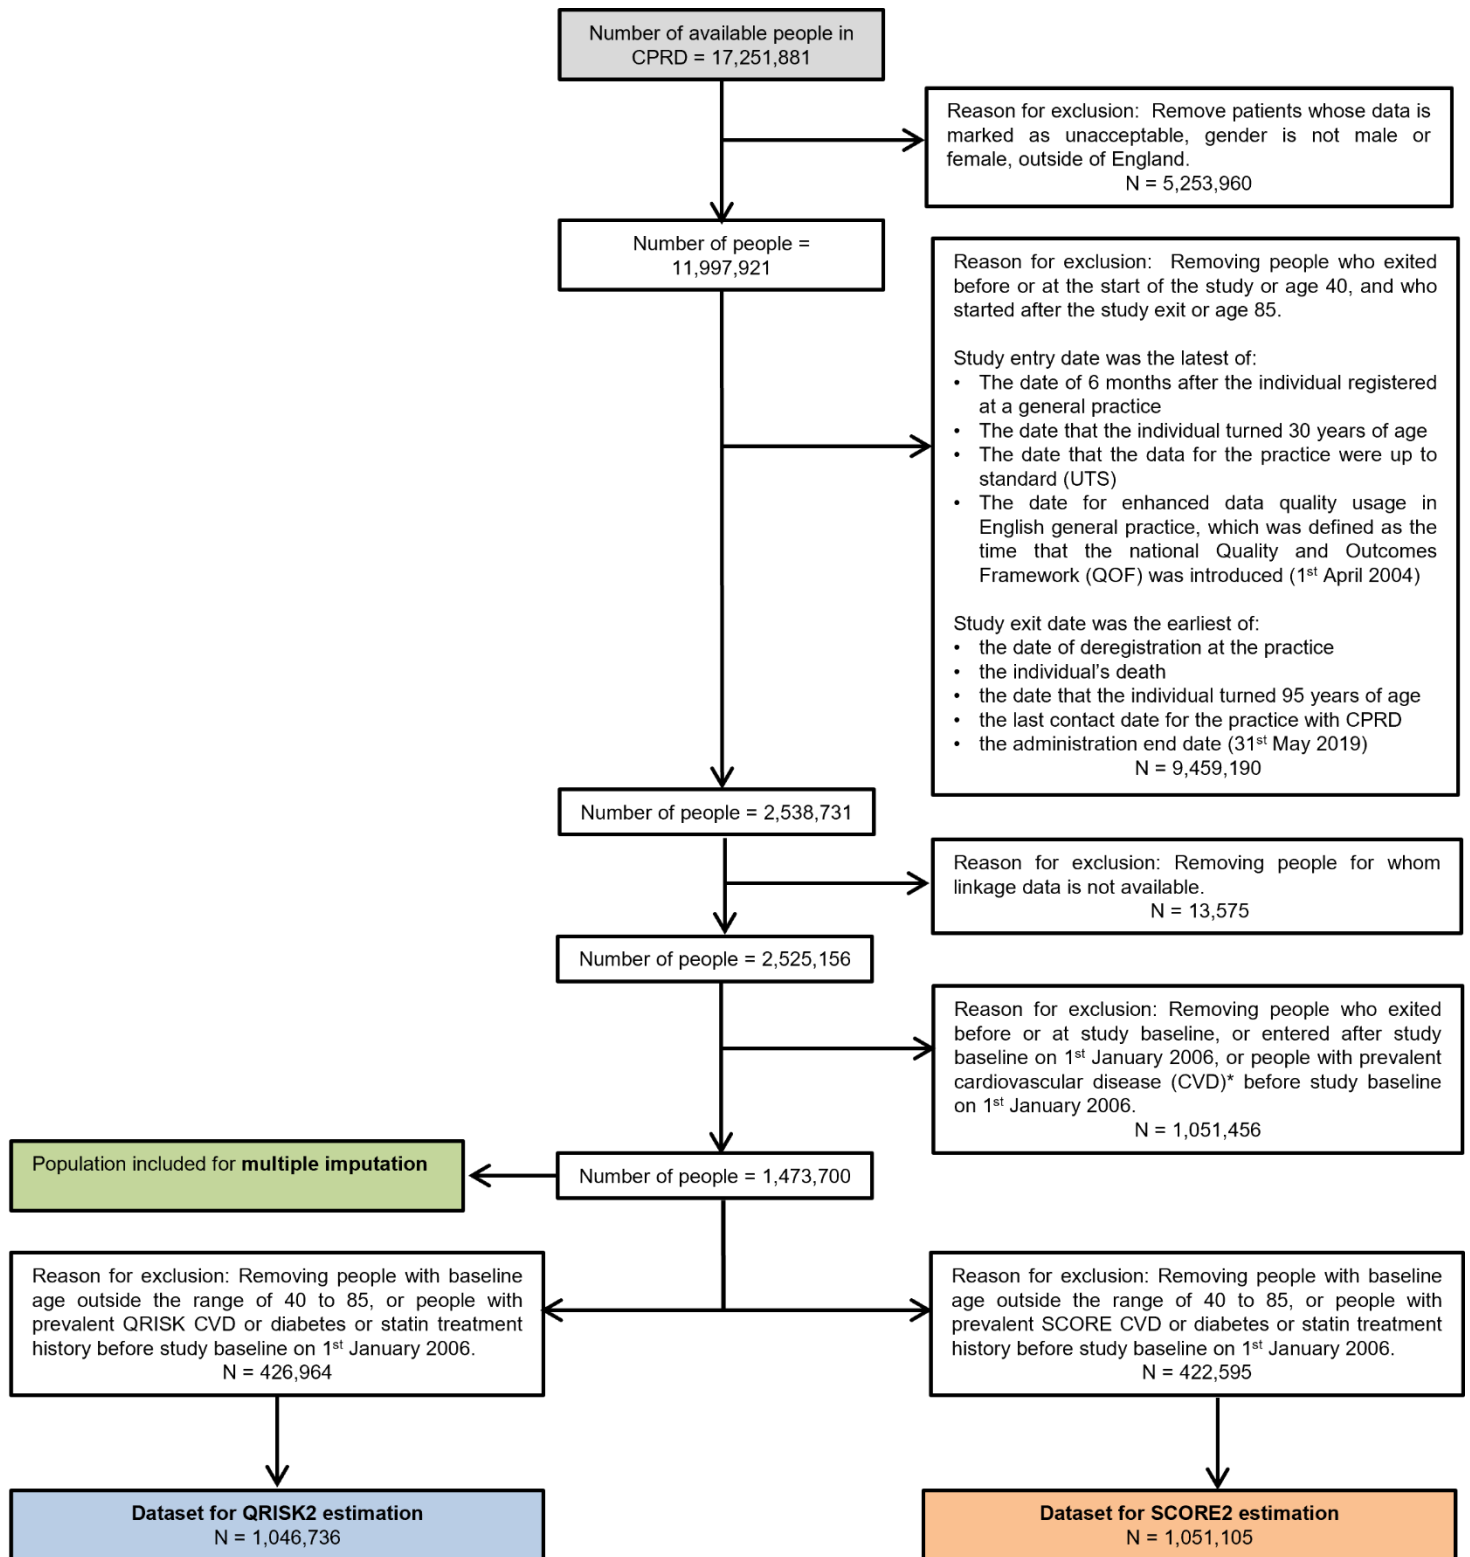 Number of available people in
CPRD = 17,251,881
Reason for exclusion: Remove patients whose data is
marked as unacceptable, gender is not male or
female, outside of England.
N = 5,253,960
Number of people =
11,997,921
Reason for exclusion: Removing people who exited
before or at the start of the study or age 40, and who
started after the study exit or age 85.
Study entry date was the latest of:
• The date of 6 months after the individual registered
at a general practice
• The date that the individual turned 30 years of age
• The date that the data for the practice were up to
standard (UTS)
• The date for enhanced data quality usage in
English general practice, which was defined as the
time that the national Quality and Outcomes
Framework (QOF) was introduced (1st April 2004)
Study exit date was the earliest of:
• the date of deregistration at the practice
• the individual's death
• the date that the individual turned 95 years of age
• the last contact date for the practice with CPRD
• the administration end date (31st May 2019)
N = 9,459,190
Number of people = 2,538,731
Reason for exclusion: Removing people for whom
linkage data is not available.
N = 13,575
Number of people = 2,525,156
Reason for exclusion: Removing people who exited
before or at study baseline, or entered after study
baseline on 1st January 2006, or people with prevalent
cardiovascular disease (CVD)* before study baseline
on 1st January 2006.
N = 1,051,456
Population included for multiple imputation
Number of people = 1,473,700
Reason for exclusion: Removing people with baseline
age outside the range of 40 to 85, or people with
prevalent QRISK CVD or diabetes or statin treatment
history before study baseline on 1st January 2006.
N = 426,964
Reason for exclusion: Removing people with baseline
age outside the range of 40 to 85, or people with
prevalent SCORE CVD or diabetes or statin treatment
history before study baseline on 1st January 2006.
N = 422,595
Dataset for QRISK2 estimation
N = 1,046,736
Dataset for SCORE2 estimation
N = 1,051,105